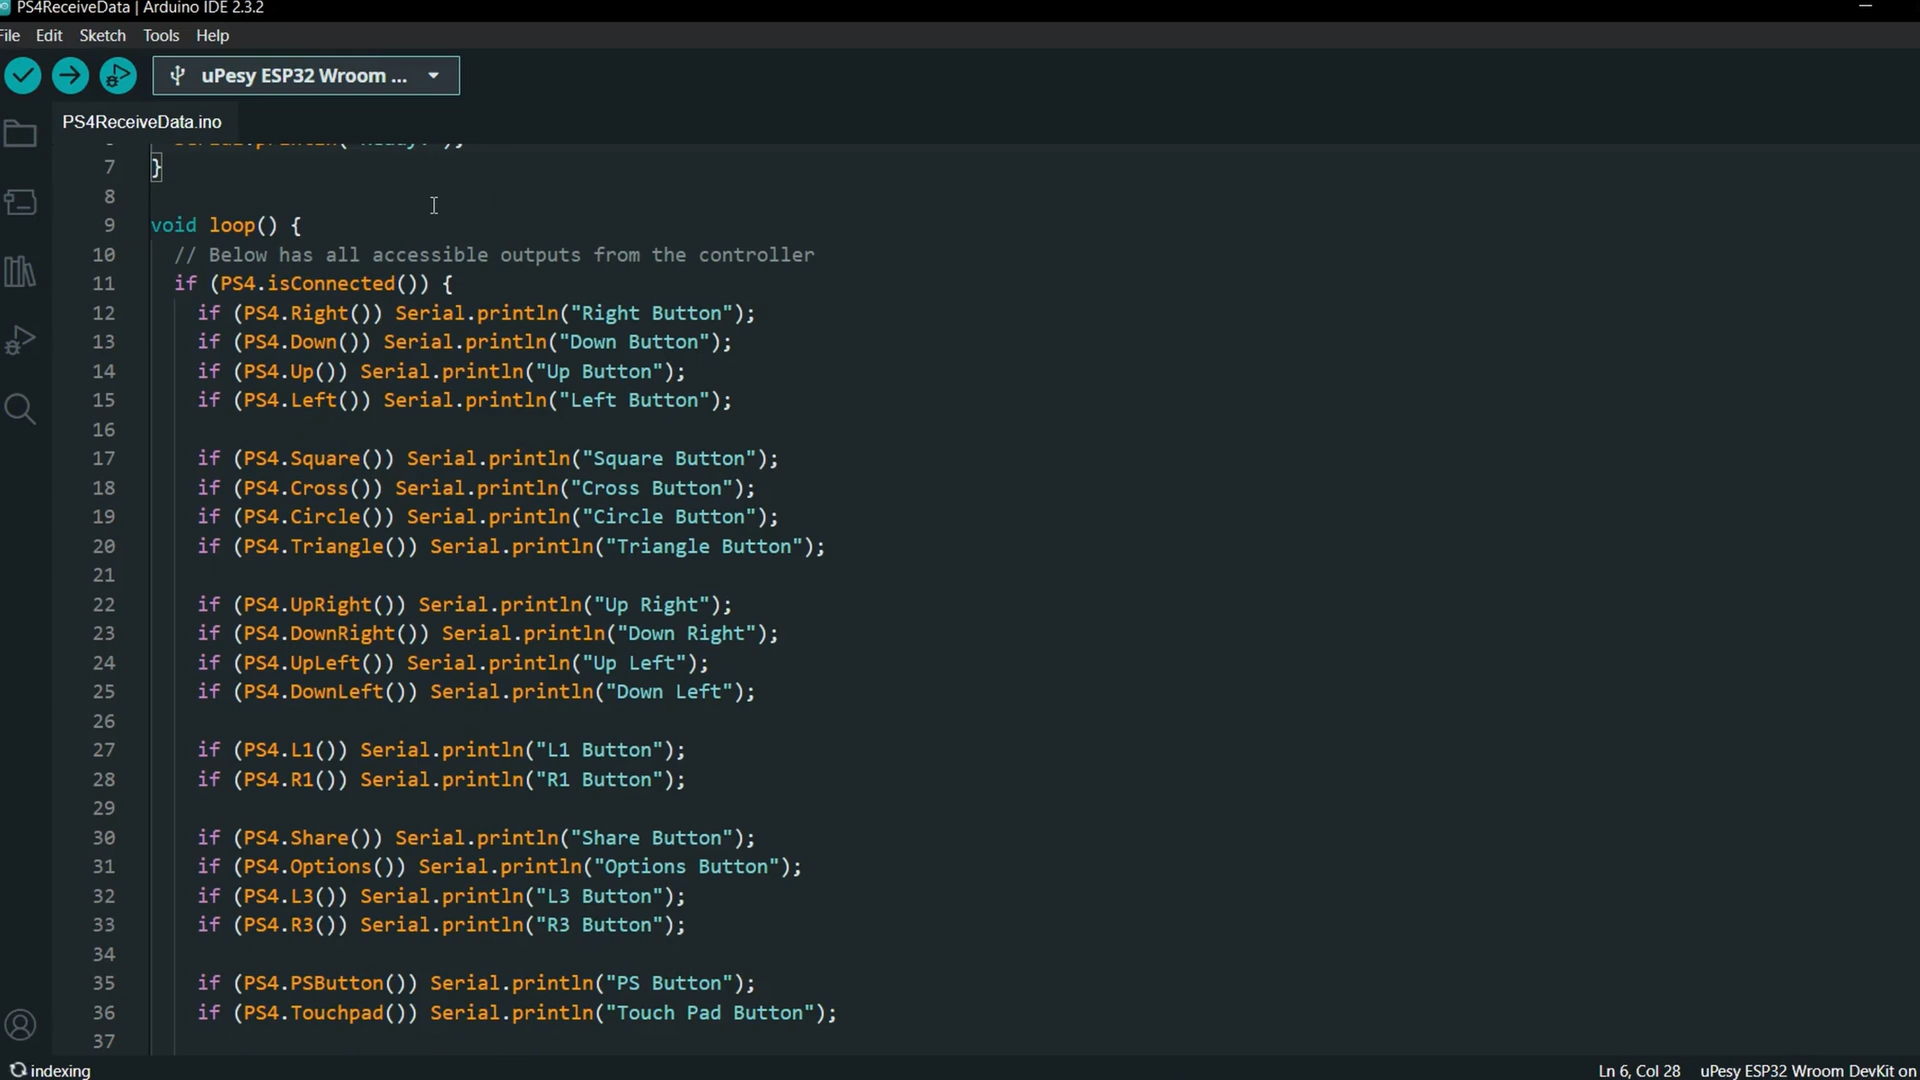 PS4ReceiveData | Arduino IDE 2.3.2
File Edit Sketch Tools Help
uPesy ESP32 Wroom ...
PS4ReceiveData.ino
7 }
8
9 void loop() {
10 // Below has all accessible outputs from the controller
11 if (PS4.isConnected()) {
12 if (PS4.Right()) Serial.println("Right Button");
13 if (PS4.Down()) Serial.println("Down Button");
14 if (PS4.Up()) Serial.println("Up Button");
15 if (PS4.Left()) Serial.println("Left Button");
16
17 if (PS4.Square()) Serial.println("Square Button");
18 if (PS4.Cross()) Serial.println("Cross Button");
19 if (PS4.Circle()) Serial.println("Circle Button");
20 if (PS4.Triangle()) Serial.println("Triangle Button");
21
22 if (PS4.UpRight()) Serial.println("Up Right");
23 if (PS4.DownRight()) Serial.println("Down Right");
24 if (PS4.UpLeft()) Serial.println("Up Left");
25 if (PS4.DownLeft()) Serial.println("Down Left");
26
27 if (PS4.L1()) Serial.println("L1 Button");
28 if (PS4.R1()) Serial.println("R1 Button");
29
30 if (PS4.Share()) Serial.println("Share Button");
31 if (PS4.Options()) Serial.println("Options Button");
32 if (PS4.L3()) Serial.println("L3 Button");
33 if (PS4.R3()) Serial.println("R3 Button");
34
35 if (PS4.PSButton()) Serial.println("PS Button");
36 if (PS4.Touchpad()) Serial.println("Touch Pad Button");
37
indexing
Ln 6, Col 28 uPesy ESP32 Wroom DevKit on